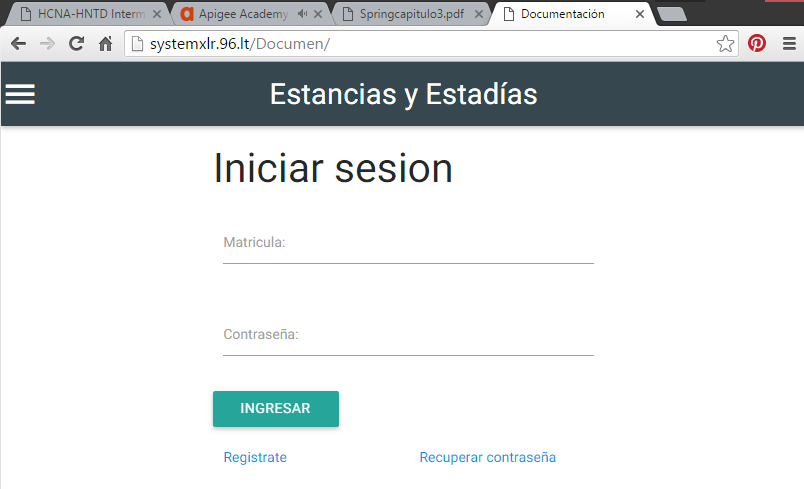 HCNA-HNTD Interm
Apigee Academy
Springcapitulo3.pdf
Documentación
systemxlr.96.lt/Documen/
Estancias y Estadías
Iniciar sesion
Matricula:
Contraseña:
INGRESAR
Registrate
Recuperar contraseña